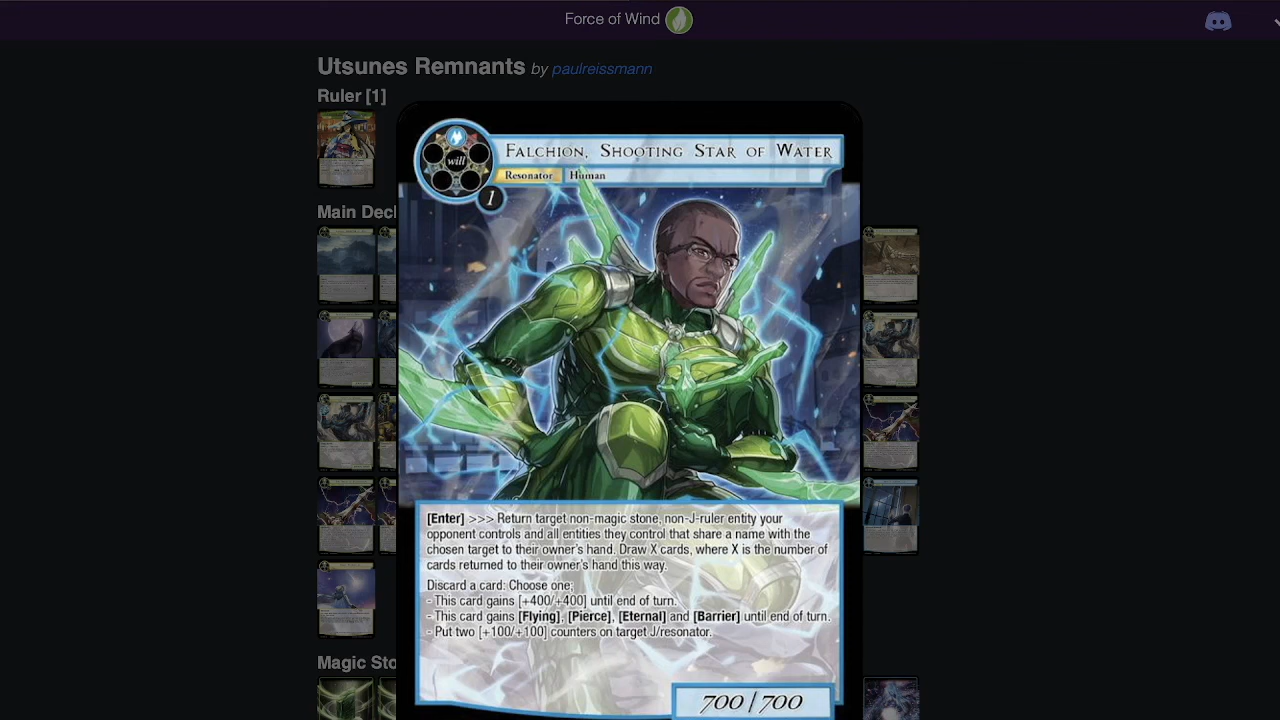 Force of Wind
Utsunes Remnants by paulreissmann
Ruler [1]
Main Decl
Magic Sto
will
1
Falchion, Shooting Star of Water
Resonator Human
[Enter] >>> Return target non-magic stone, non-J-ruler entity your
opponent controls and all entities they control that share a name with the
chosen target to their owner's hand. Draw X cards, where X is the number of
cards returned to their owner's hand this way.
Discard a card: Choose one:
- This card gains [+400/+400] until end of turn.
- This card gains [Flying], [Pierce], [Eternal] and [Barrier] until end of turn.
- Put two [+100/+100] counters on target J/resonator.
700 / 700